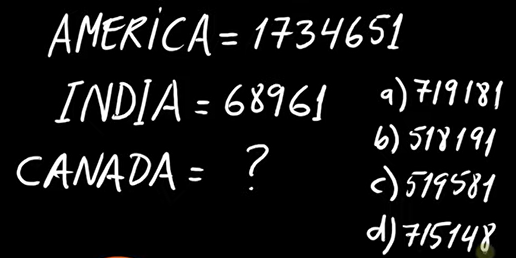 AMERICA = 1734651
INDIA = 68961
CANADA = ?
a) 719181
b) 518191
c) 519581
d) 715148